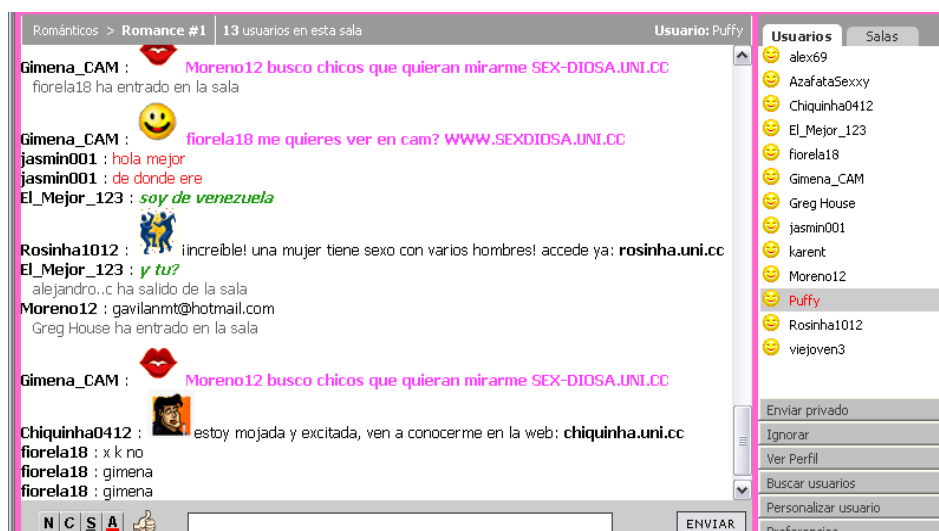 Románticos > Romance #1 13 usuarios en esta sala Usuario: Puffy
Gimena_CAM : Moreno12 busco chicos que quieran mirarme SEX-DIOSA.UNI.CC
fiorela18 ha entrado en la sala
Gimena_CAM : fiorela18 me quieres ver en cam? WWW.SEXDIOSA.UNI.CC
jasmin001 : hola mejor
jasmin001 : de donde ere
El_Mejor_123 : soy de venezuela
Rosinha1012 : ¡increíble! una mujer tiene sexo con varios hombres! accede ya: rosinha.uni.cc
El_Mejor_123 : y tu?
alejandro..c ha salido de la sala
Moreno12 : gavilanmt@hotmail.com
Greg House ha entrado en la sala
Gimena_CAM : Moreno12 busco chicos que quieran mirarme SEX-DIOSA.UNI.CC
Chiquinha0412 : estoy mojada y excitada, ven a conocerme en la web: chiquinha.uni.cc
fiorela18 : x k no
fiorela18 : gimena
fiorela18 : gimena
N C S A
ENVIAR
Usuarios Salas
alex69
AzafataSexxy
Chiquinha0412
El_Mejor_123
fiorela18
Gimena_CAM
Greg House
jasmin001
karent
Moreno12
Puffy
Rosinha1012
viejoven3
Enviar privado
Ignorar
Ver Perfil
Buscar usuarios
Personalizar usuario
Preferencias